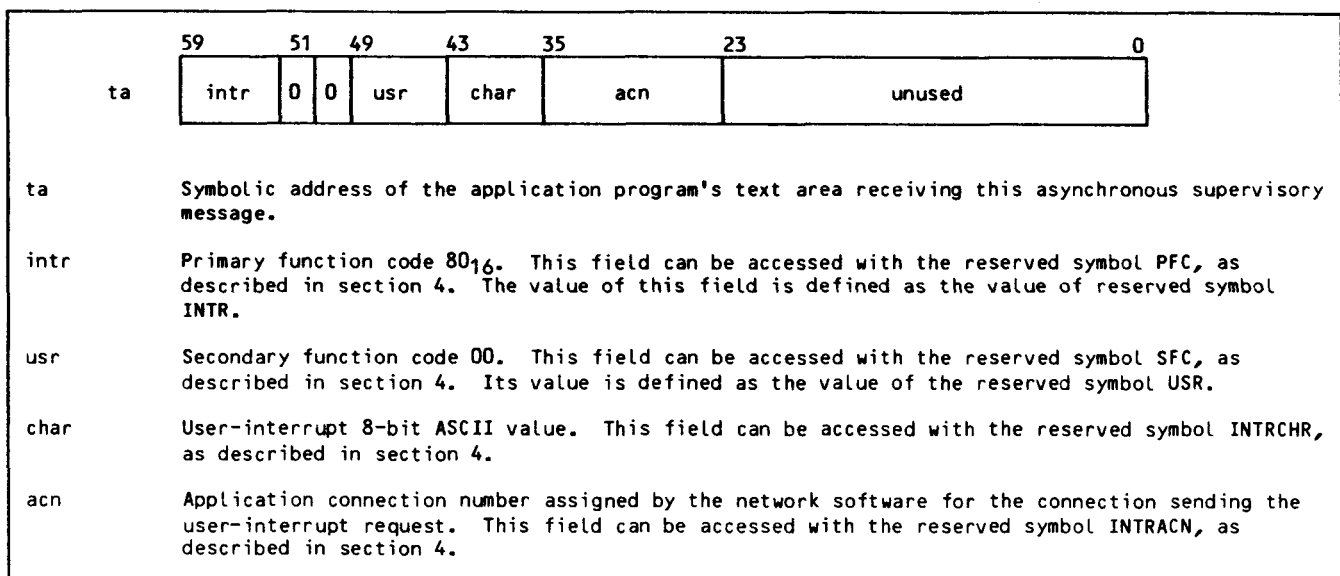 59 51 49 43 35 23 0
ta intr 0 0 usr char acn unused
ta Symbolic address of the application program's text area receiving this asynchronous supervisory
message.
intr Primary function code 80₁₆. This field can be accessed with the reserved symbol PFC, as
described in section 4. The value of this field is defined as the value of reserved symbol
INTR.
usr Secondary function code 00. This field can be accessed with the reserved symbol SFC, as
described in section 4. Its value is defined as the value of the reserved symbol USR.
char User-interrupt 8-bit ASCII value. This field can be accessed with the reserved symbol INTRCHR,
as described in section 4.
acn Application connection number assigned by the network software for the connection sending the
user-interrupt request. This field can be accessed with the reserved symbol INTRACN, as
described in section 4.